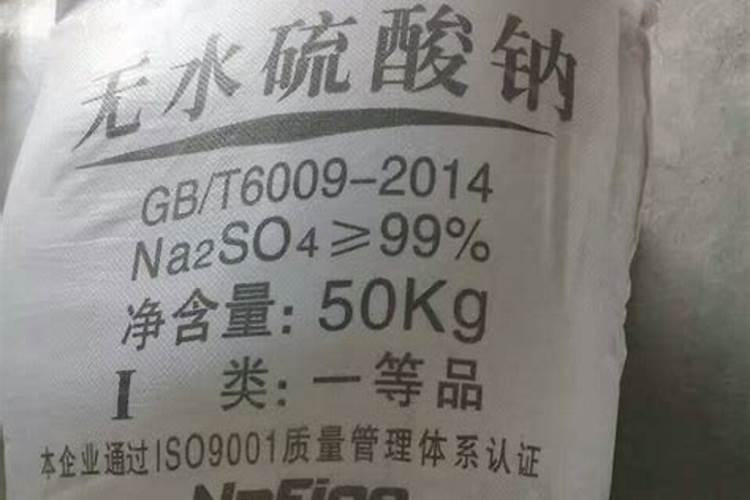 无水硫酸钠
GB/T6009-2014
Na2SO4≥99%
净含量: 50Kg
I 类: 一等品
本企业通过ISO9001质量管理体系认证